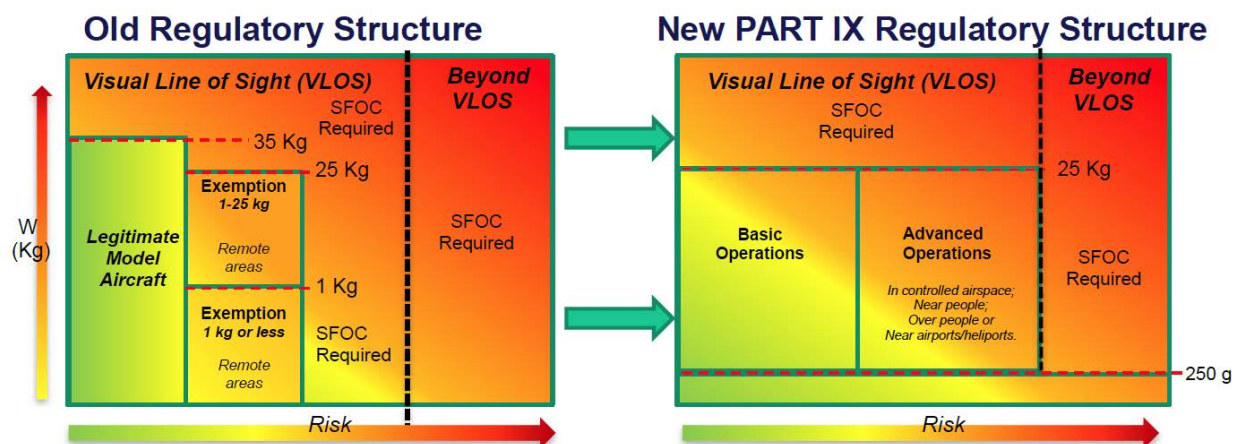 Old Regulatory Structure
Visual Line of Sight (VLOS)
Beyond
VLOS
SFOC
Required
35 Kg
25 Kg
Exemption
1-25 kg
Remote
areas
Legitimate
Model
Aircraft
W
(Kg)
SFOC
Required
1 Kg
Exemption
1 kg or less
Remote
areas
SFOC
Required
Risk
New PART IX Regulatory Structure
Visual Line of Sight (VLOS)
Beyond
VLOS
SFOC
Required
25 Kg
Basic
Operations
Advanced
Operations
In controlled airspace;
Near people;
Over people or
Near airports/heliports.
SFOC
Required
250 g
Risk